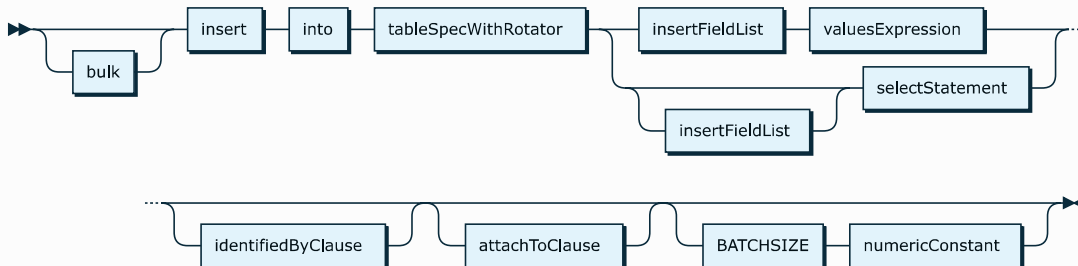 insert into tableSpecWithRotator insertFieldList valuesExpression
bulk selectStatement
insertFieldList
identifiedByClause attachToClause BATCHSIZE numericConstant